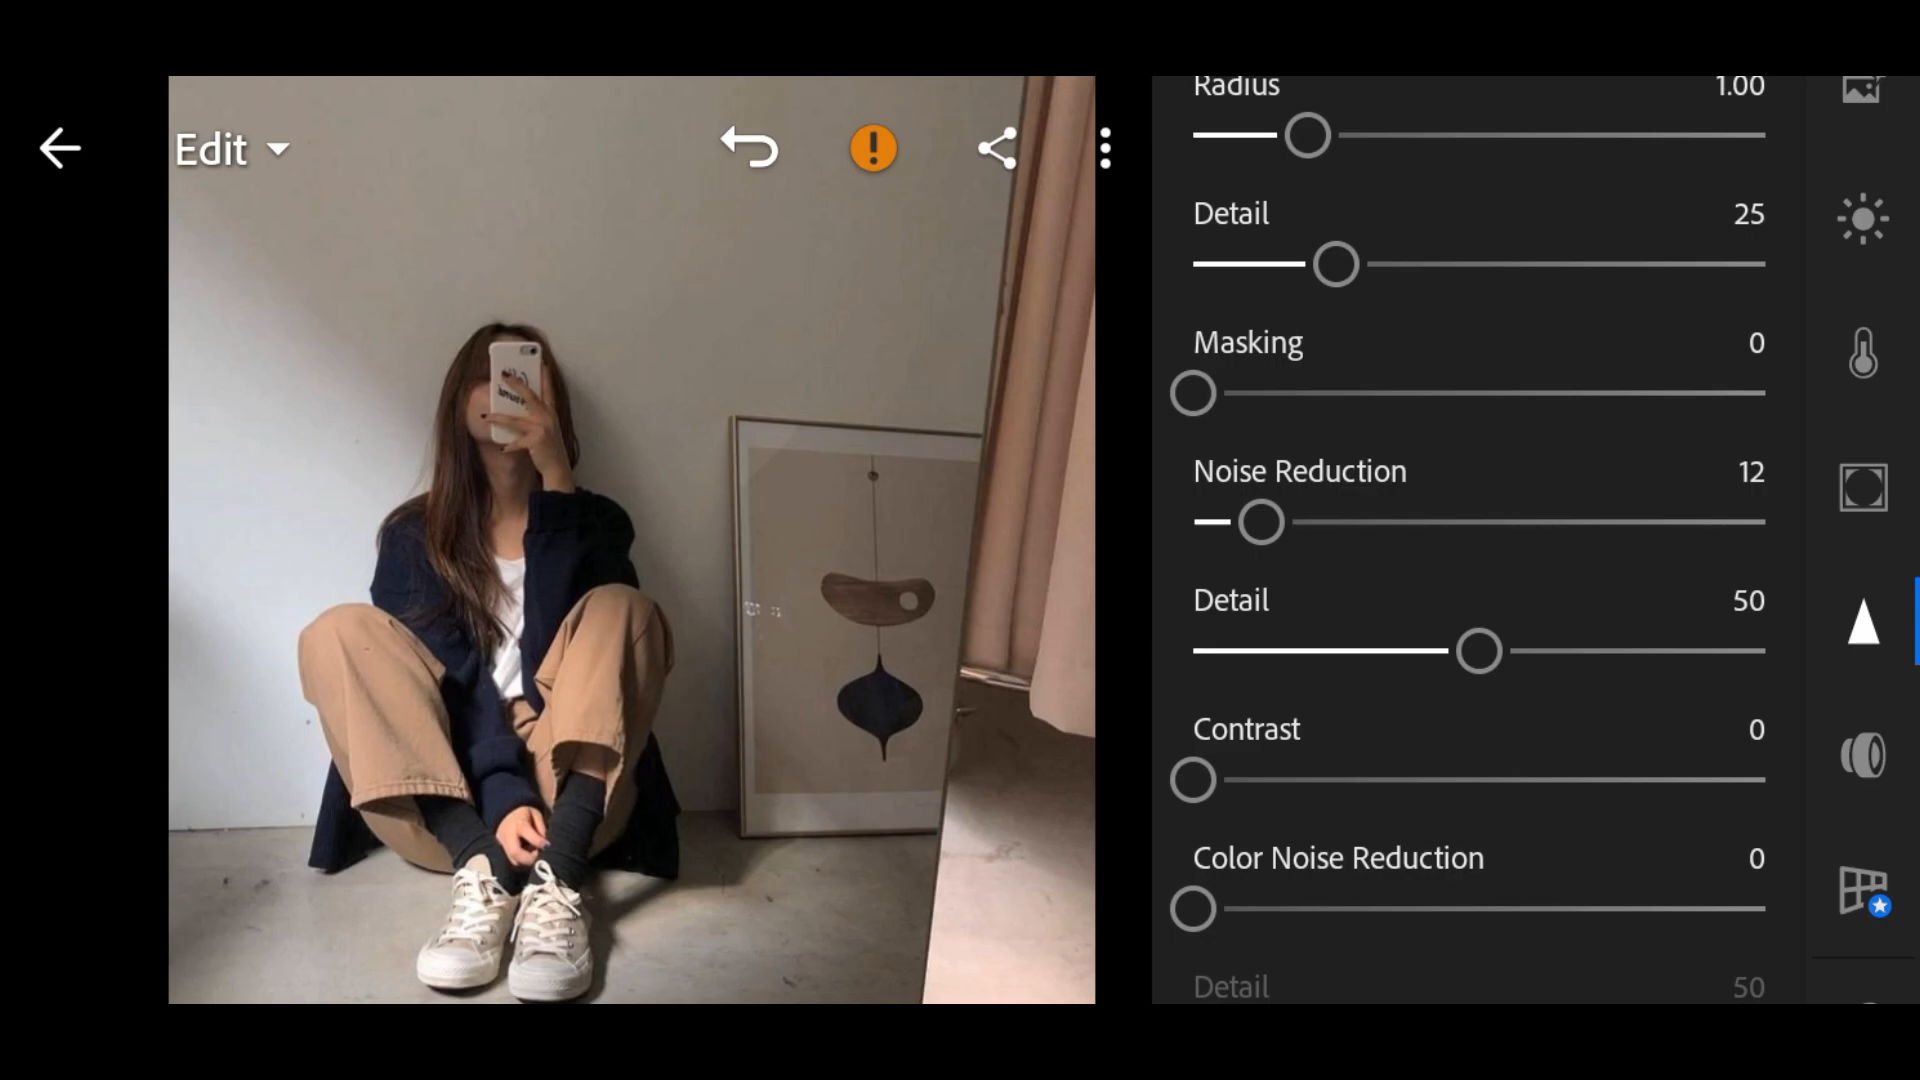 Radius 1.00
Edit
Detail 25
Masking 0
Noise Reduction 12
Detail 50
Contrast 0
Color Noise Reduction 0
Detail 50